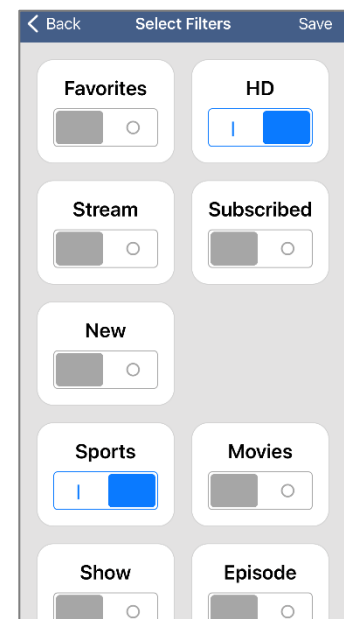 Back Select Filters Save
Favorites HD
Stream Subscribed
New
Sports Movies
Show Episode